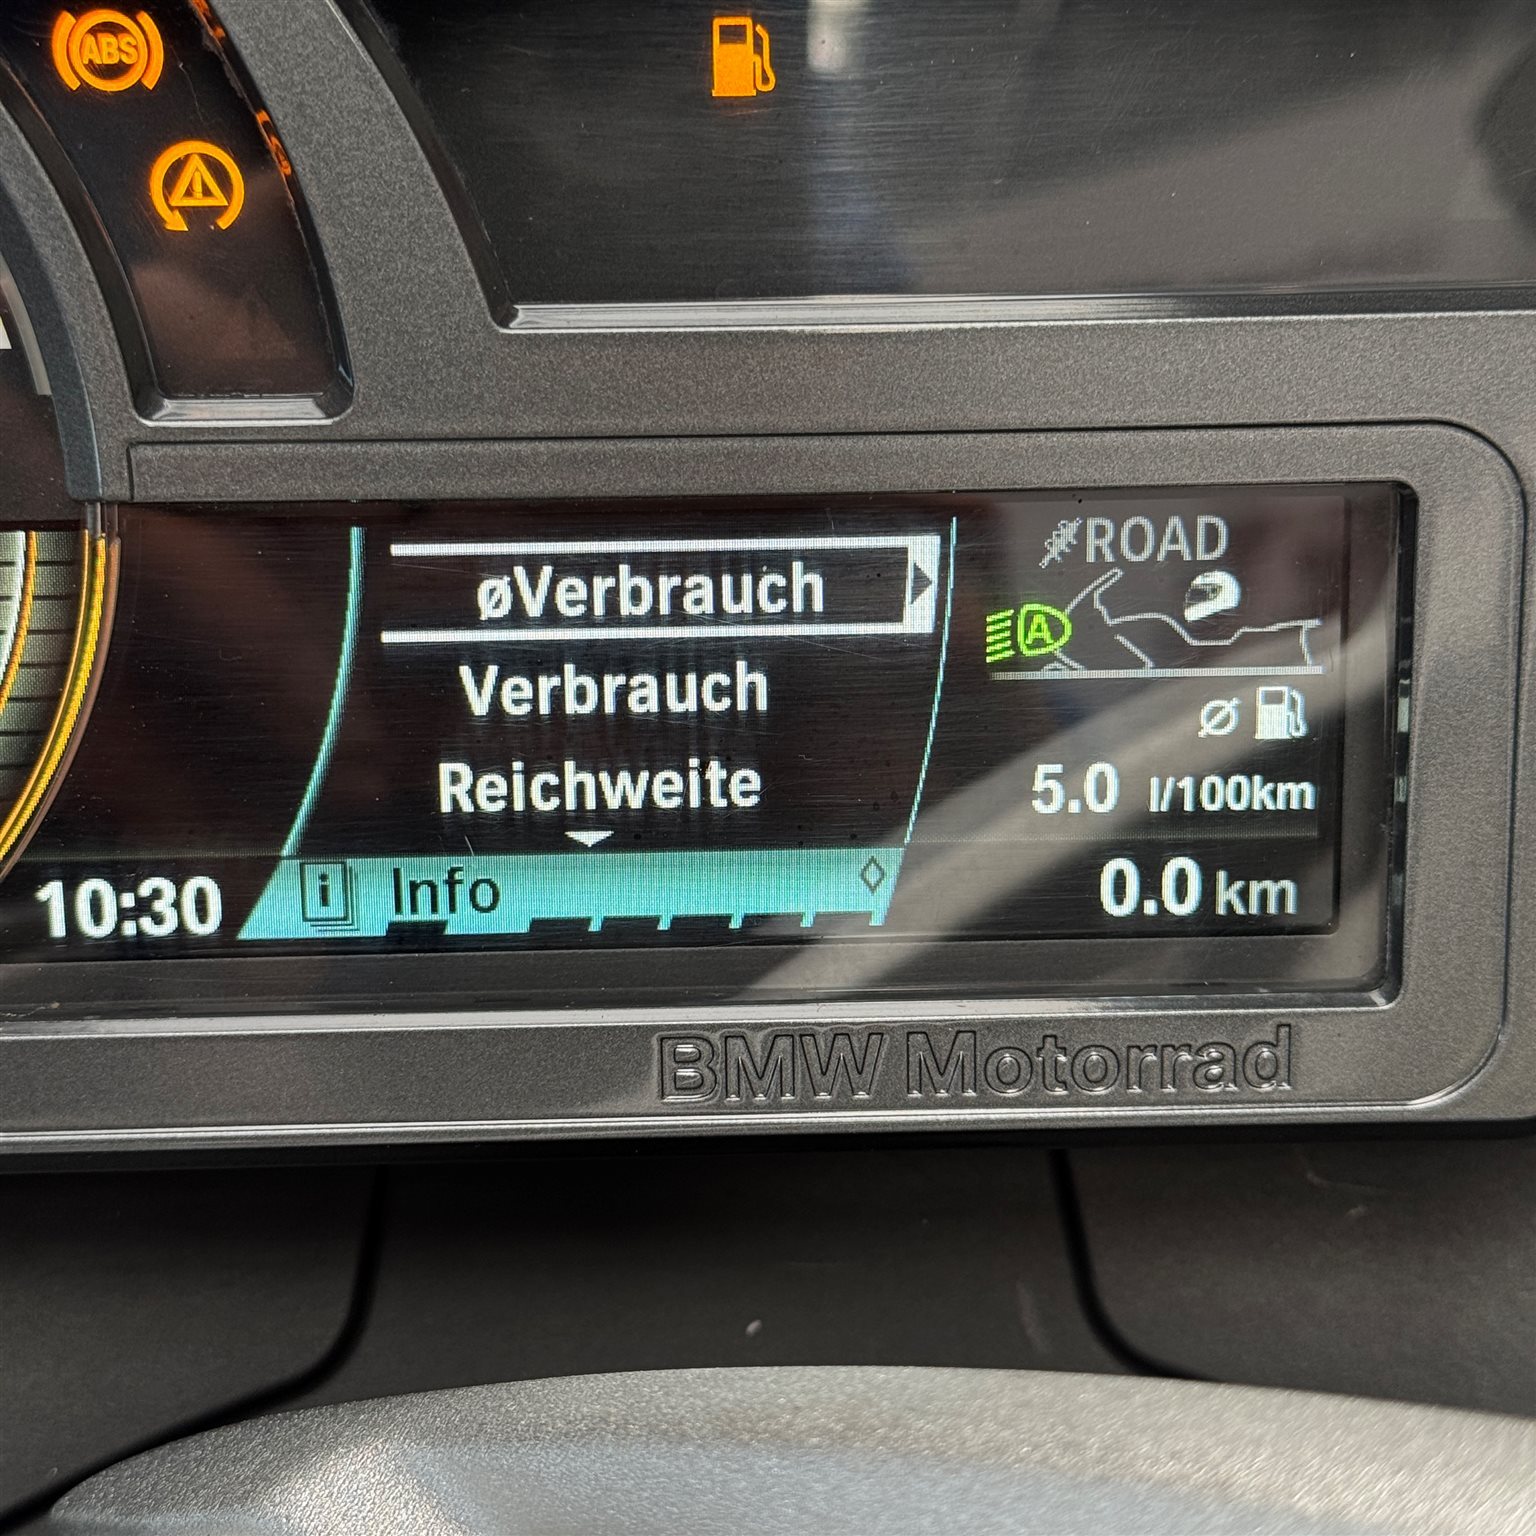 ABS
øVerbrauch
Verbrauch
Reichweite
Info
10:30
ROAD
A
ø
5.0 l/100km
0.0 km
BMW Motorrad